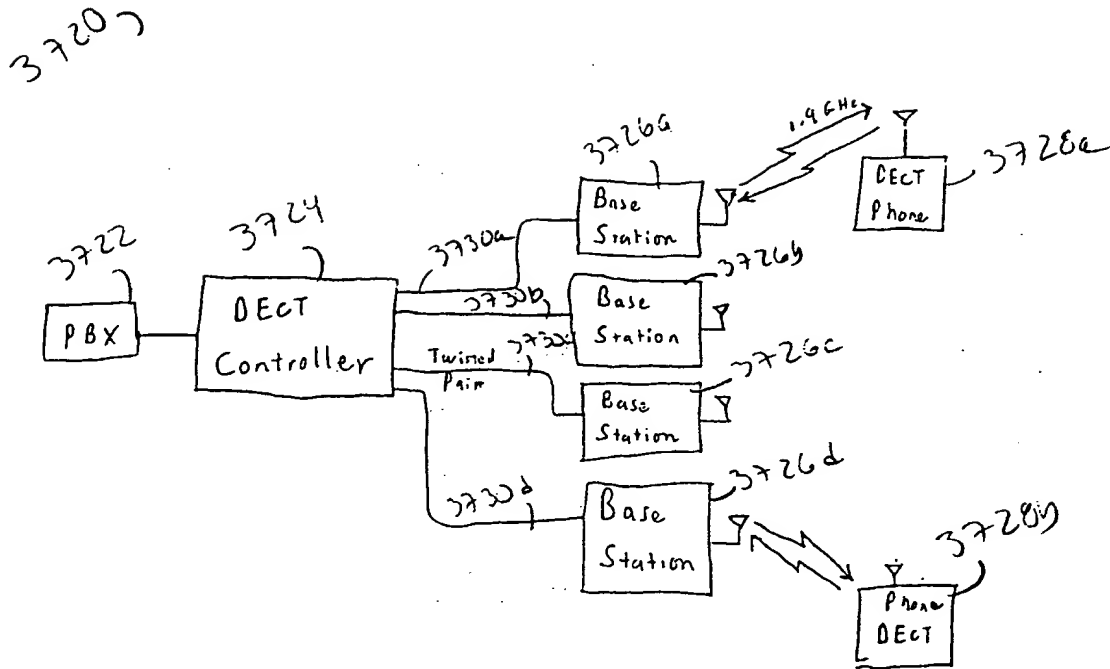 3720
3726a
1.9 GHz
3728a
DECT
Phone
Base
Station
3724
3730a
3722
3726b
DECT
Controller
PBX
3730b
Base
Station
3730c
Twisted
Pair
3726c
Base
Station
3730d
3726d
Base
Station
3728b
Phone
DECT